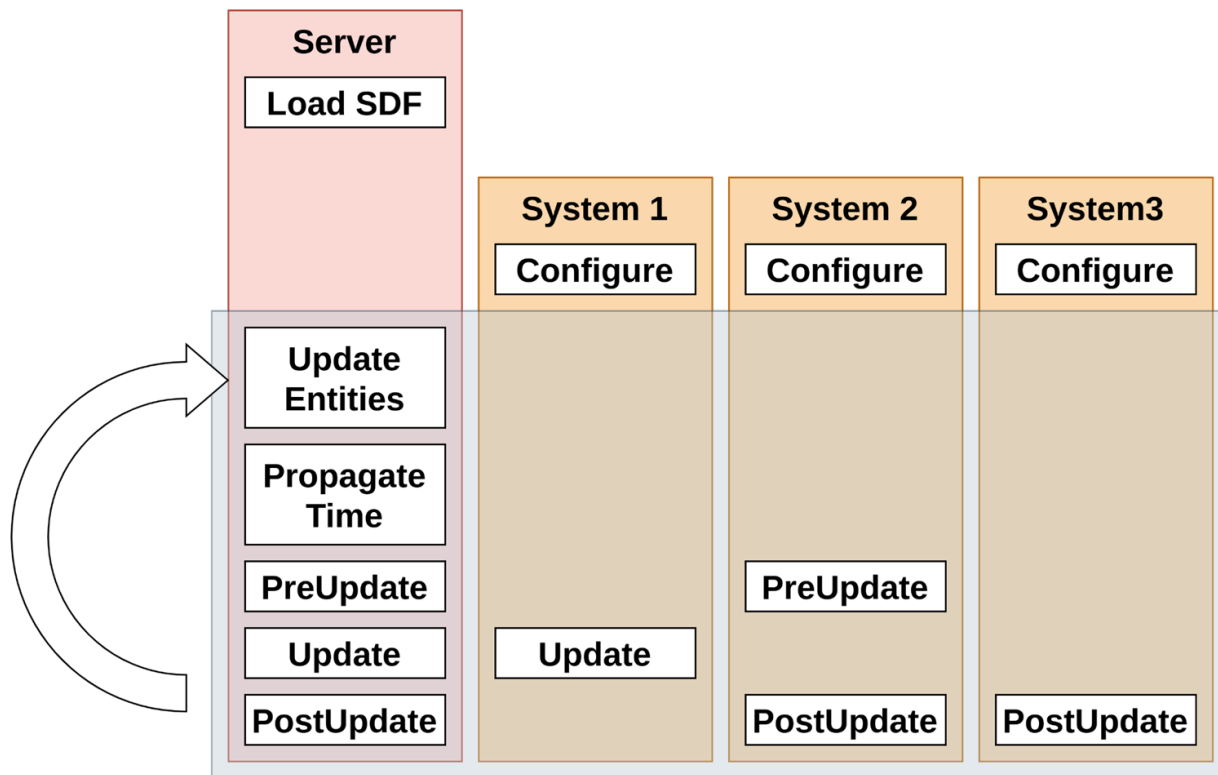 Server
Load SDF
System 1
System 2
System3
Configure
Configure
Configure
Update
Entities
Propagate
Time
PreUpdate
PreUpdate
Update
Update
PostUpdate
PostUpdate
PostUpdate